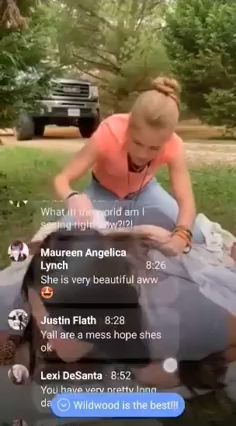 What in the world am I
seeing right now?!?!
Maureen Angelica
Lynch 8:26
She is very beautiful aww
🤩
Justin Flath · 8:28
Yall are a mess hope shes
ok
Lexi DeSanta · 8:52
You have very pretty long
Wildwood is the best!!!